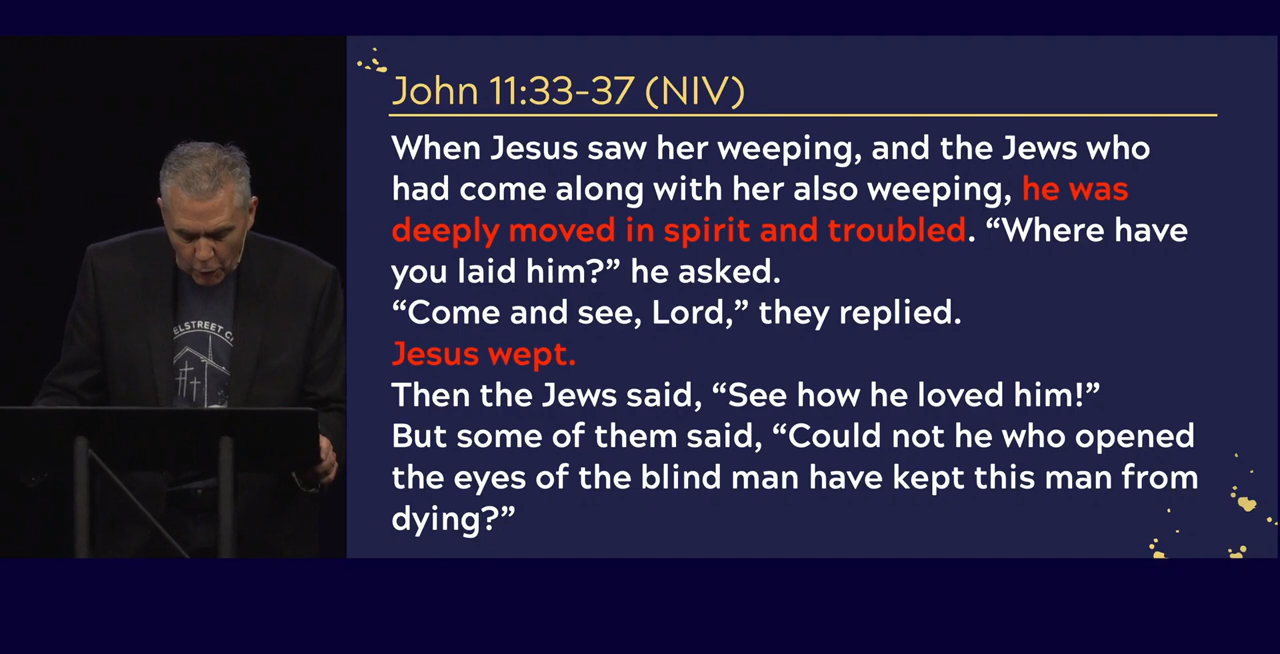 John 11:33-37 (NIV)
When Jesus saw her weeping, and the Jews who
had come along with her also weeping, he was
deeply moved in spirit and troubled. “Where have
you laid him?” he asked.
“Come and see, Lord,” they replied.
Jesus wept.
Then the Jews said, “See how he loved him!”
But some of them said, “Could not he who opened
the eyes of the blind man have kept this man from
dying?”